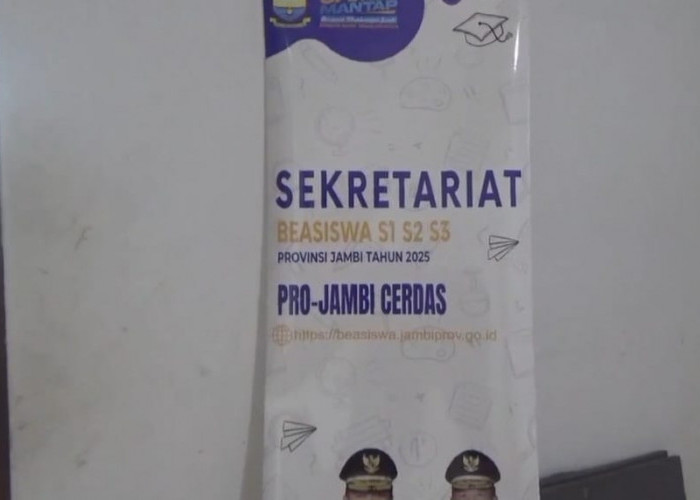 MANTAP
SEKRETARIAT
BEASISWA S1 S2 S3
PROVINSI JAMBI TAHUN 2025
PRO-JAMBI CERDAS
https://beasiswa.jambiprov.go.id